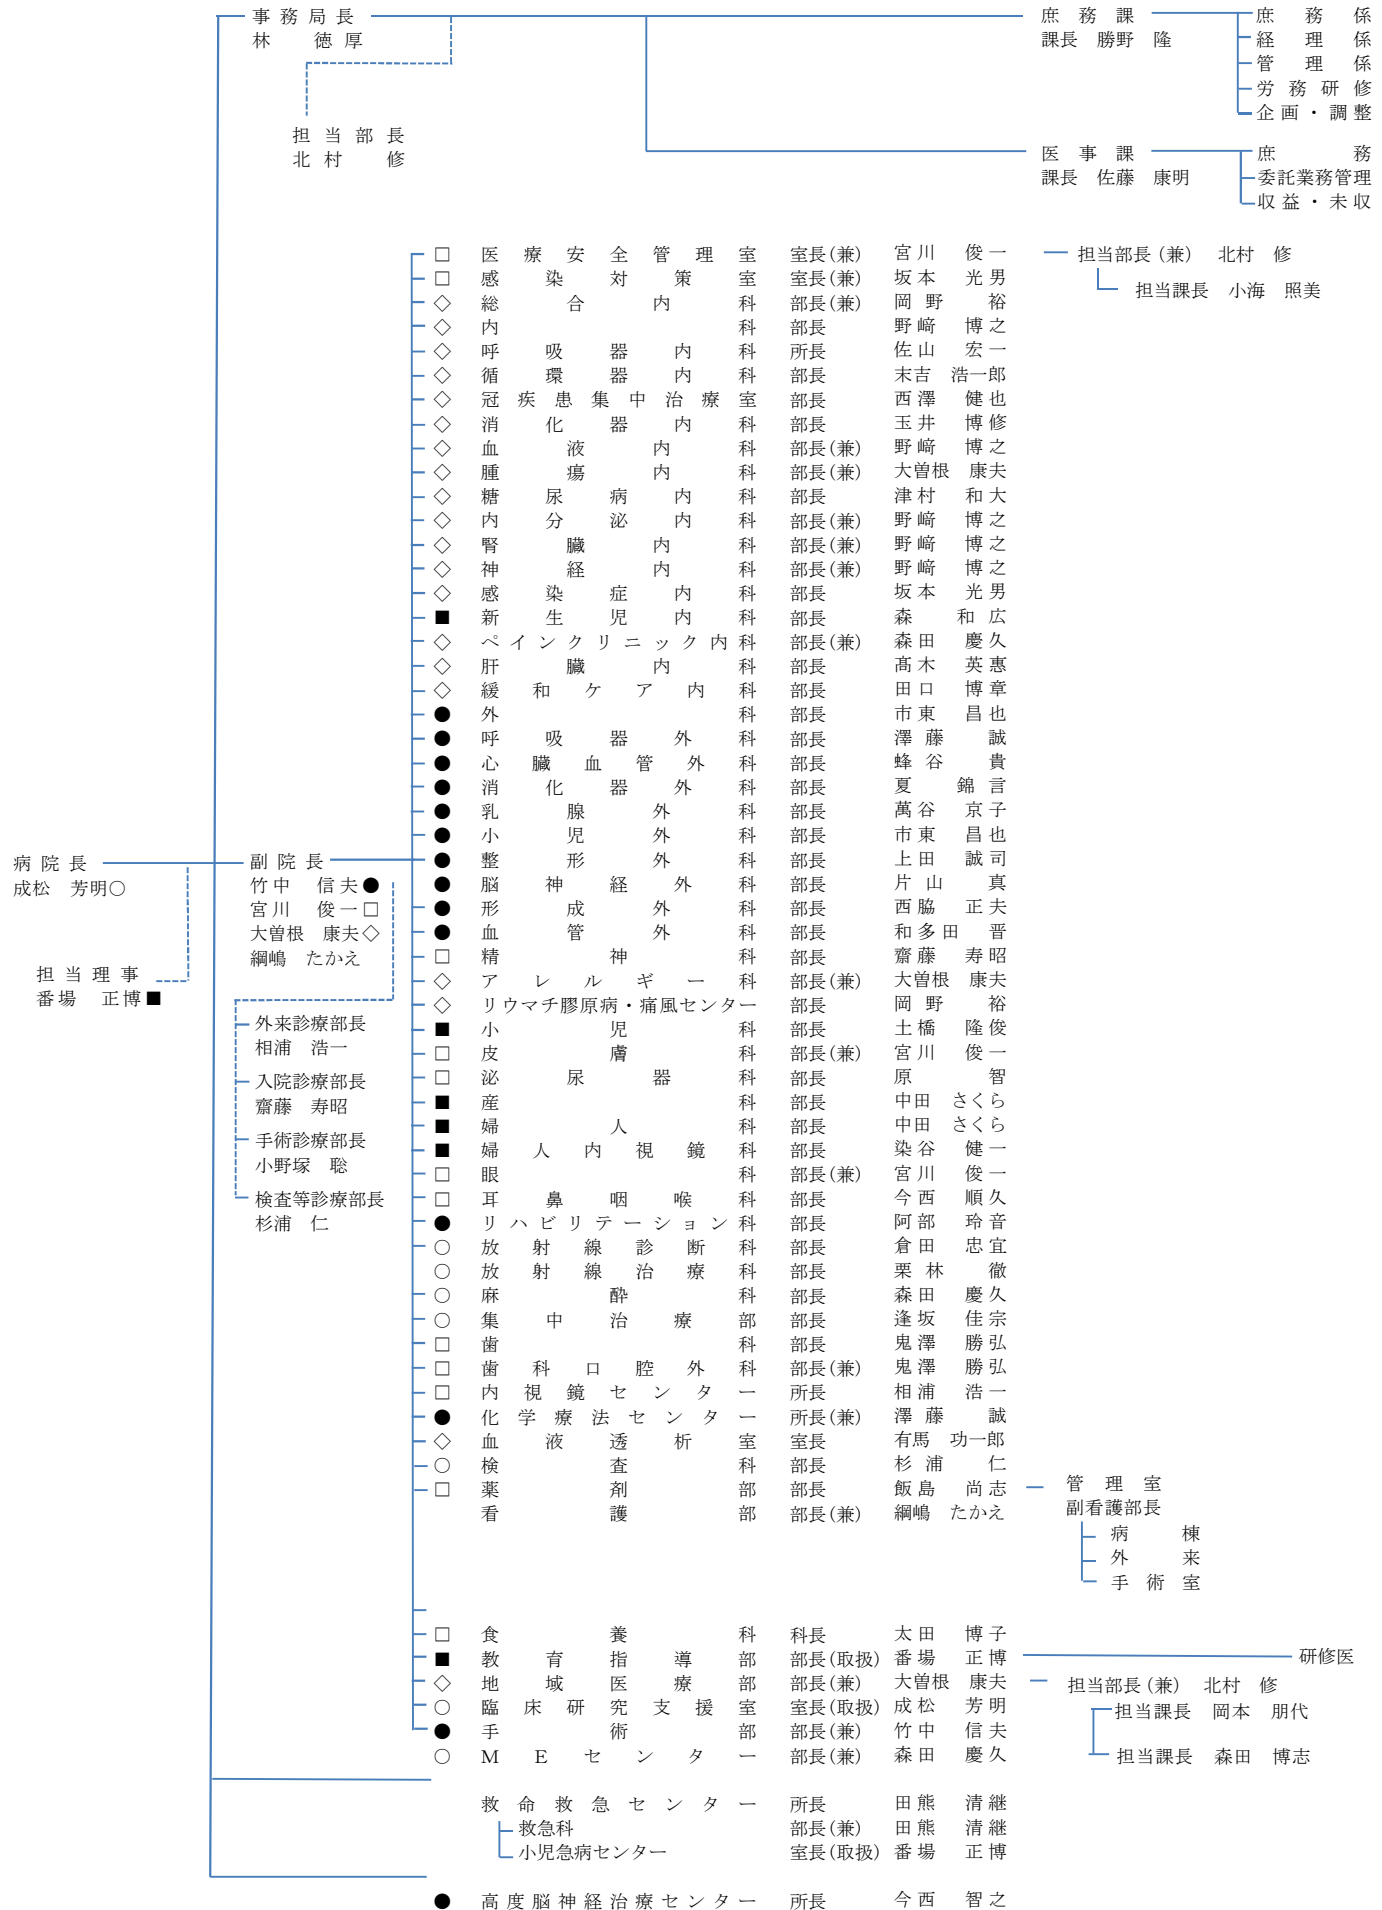 事務局長
林　徳厚
担当部長
北村　修
庶務課
課長　勝野　隆
庶務係
経理係
管理係
労務研修
企画・調整
医事課
課長　佐藤　康明
庶務
委託業務管理
収益・未収
病院長
成松　芳明○
担当理事
番場　正博■
副院長
竹中　信夫●
宮川　俊一□
大曽根　康夫◇
綱嶋　たかえ
外来診療部長
相浦　浩一
入院診療部長
齋藤　寿昭
手術診療部長
小野塚　聡
検査等診療部長
杉浦　仁
□ 医療安全管理室 室長(兼) 宮川　俊一
□ 感染対策室 室長(兼) 坂本　光男
◇ 総合内科 部長(兼) 岡野　裕
◇ 内科 部長 野﨑　博之
◇ 呼吸器内科 所長 佐山　宏一
◇ 循環器内科 部長 末吉　浩一郎
◇ 冠疾患集中治療室 部長 西澤　健也
◇ 消化器内科 部長 玉井　博修
◇ 血液内科 部長(兼) 野﨑　博之
◇ 腫瘍内科 部長(兼) 大曽根　康夫
◇ 糖尿病内科 部長 津村　和大
◇ 内分泌内科 部長(兼) 野﨑　博之
◇ 腎臓内科 部長(兼) 野﨑　博之
◇ 神経内科 部長(兼) 野﨑　博之
◇ 感染症内科 部長 坂本　光男
■ 新生児内科 部長 森　和広
◇ ペインクリニック内科 部長(兼) 森田　慶久
◇ 肝臓内科 部長 髙木　英惠
◇ 緩和ケア内科 部長 田口　博章
● 外科 部長 市東　昌也
● 呼吸器外科 部長 澤藤　誠
● 心臓血管外科 部長 蜂谷　貴
● 消化器外科 部長 夏　錦言
● 乳腺外科 部長 萬谷　京子
● 小児外科 部長 市東　昌也
● 整形外科 部長 上田　誠司
● 脳神経外科 部長 片山　真
● 形成外科 部長 西脇　正夫
● 血管外科 部長 和多田　晋
□ 精神科 部長 齋藤　寿昭
◇ アレルギー科 部長(兼) 大曽根　康夫
◇ リウマチ膠原病・痛風センター 部長 岡野　裕
■ 小児科 部長 土橋　隆俊
□ 皮膚科 部長(兼) 宮川　俊一
□ 泌尿器科 部長 原　智
■ 産科 部長 中田　さくら
■ 婦人科 部長 中田　さくら
■ 婦人内視鏡科 部長 染谷　健一
□ 眼科 部長(兼) 宮川　俊一
□ 耳鼻咽喉科 部長 今西　順久
● リハビリテーション科 部長 阿部　玲音
○ 放射線診断科 部長 倉田　忠宜
○ 放射線治療科 部長 栗林　徹
○ 麻酔科 部長 森田　慶久
○ 集中治療部 部長 逢坂　佳宗
□ 歯科 部長 鬼澤　勝弘
□ 歯科口腔外科 部長(兼) 鬼澤　勝弘
□ 内視鏡センター 所長 相浦　浩一
● 化学療法センター 所長(兼) 澤藤　誠
◇ 血液透析室 室長 有馬　功一郎
○ 検査科 部長 杉浦　仁
□ 薬剤部 部長 飯島　尚志
看護部 部長(兼) 綱嶋　たかえ
担当部長(兼)　北村　修
担当課長　小海　照美
管理室
副看護部長
病棟
外来
手術室
□ 食養科 科長 太田　博子
■ 教育指導部 部長(取扱) 番場　正博
研修医
◇ 地域医療部 部長(兼) 大曽根　康夫
担当部長(兼)　北村　修
○ 臨床研究支援室 室長(取扱) 成松　芳明
担当課長　岡本　朋代
● 手術部 部長(兼) 竹中　信夫
○ ＭＥセンター 部長(兼) 森田　慶久
担当課長　森田　博志
救命救急センター 所長 田熊　清継
救急科 部長(兼) 田熊　清継
小児急病センター 室長(取扱) 番場　正博
● 高度脳神経治療センター 所長 今西　智之